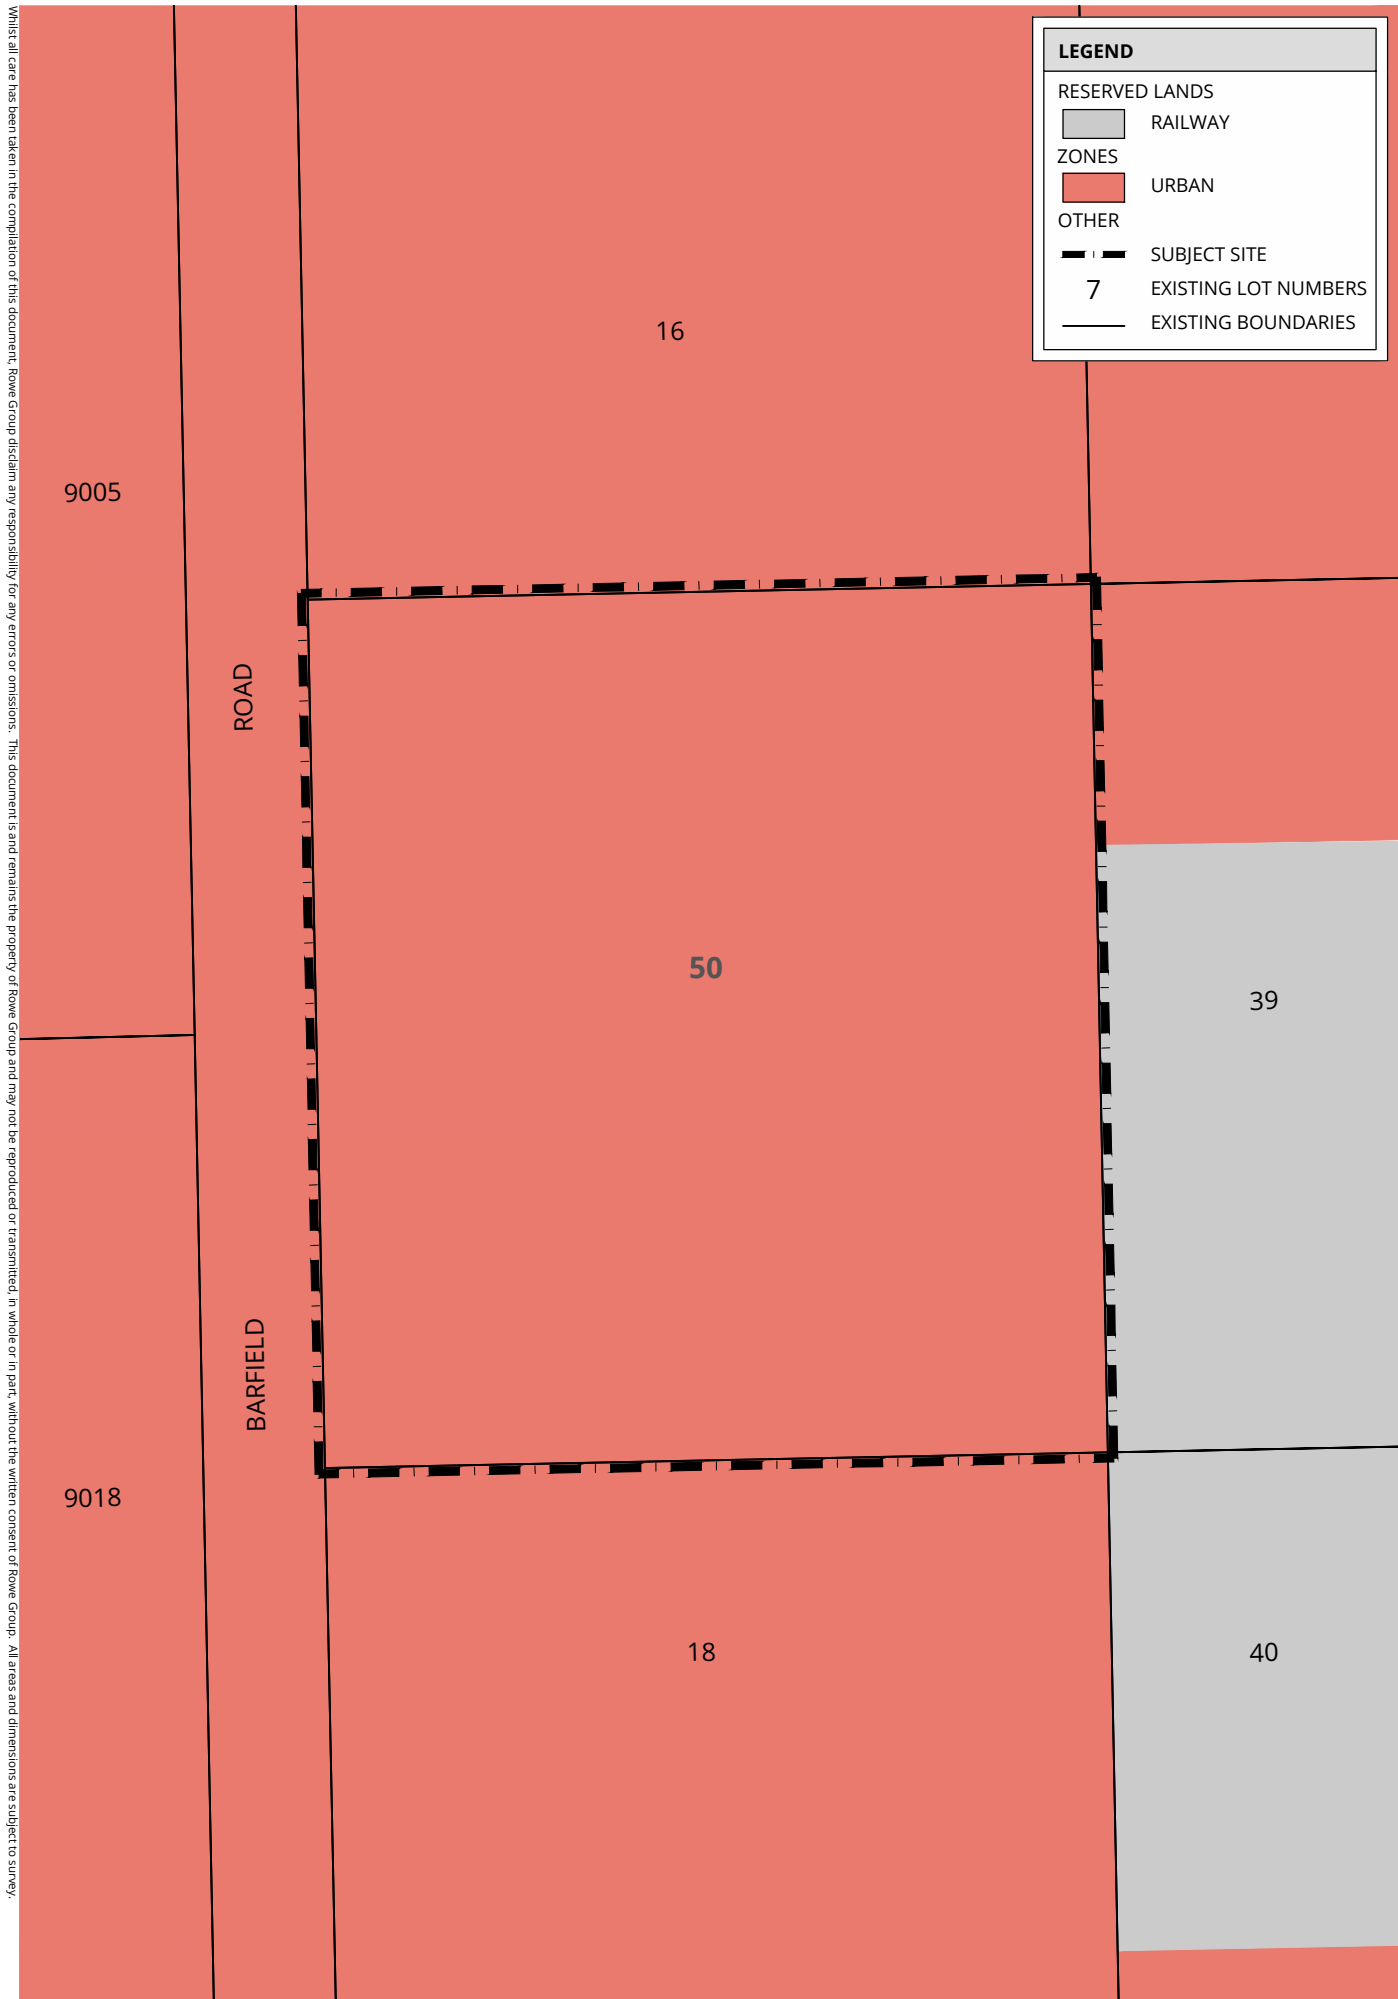 Whilst all care has been taken in the compilation of this document, Rowe Group disclaim any responsibility for any errors or omissions. This document is and remains the property of Rowe Group and may not be reproduced or transmitted, in whole or in part, without the written consent of Rowe Group. All areas and dimensions are subject to survey.
LEGEND
RESERVED LANDS
RAILWAY
ZONES
URBAN
OTHER
SUBJECT SITE
7 EXISTING LOT NUMBERS
EXISTING BOUNDARIES
16
9005
ROAD
50
39
BARFIELD
9018
18
40